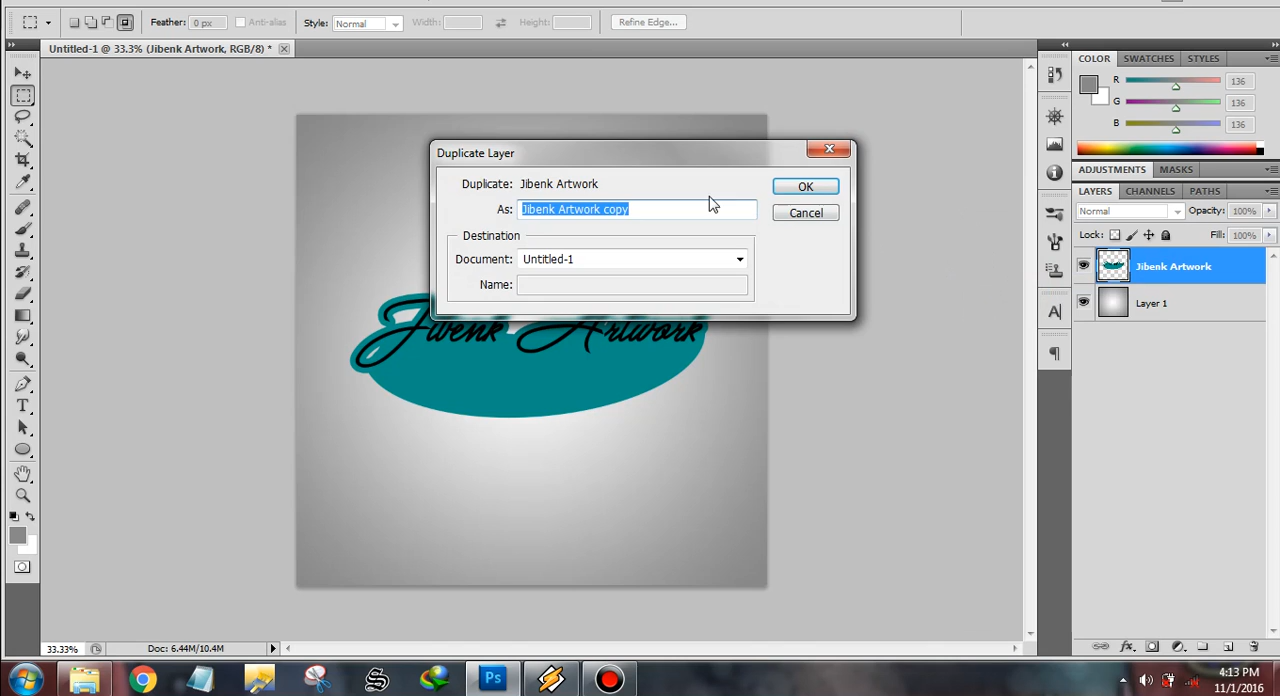 Feather: 0 px Anti-alias Style: Normal Width: Height: Refine Edge...
Untitled-1 @ 33.3% (Jibenk Artwork, RGB/8) *
COLOR SWATCHES STYLES
R 136
G 136
B 136
ADJUSTMENTS MASKS
LAYERS CHANNELS PATHS
Normal Opacity: 100%
Lock: Fill: 100%
Jibenk Artwork
Layer 1
Duplicate Layer
Duplicate: Jibenk Artwork
As: Jibenk Artwork copy
OK
Cancel
Destination
Document: Untitled-1
Name:
Artwork
33.33% Doc: 6.44M/10.4M
Ps
4:13 PM
11/1/2016